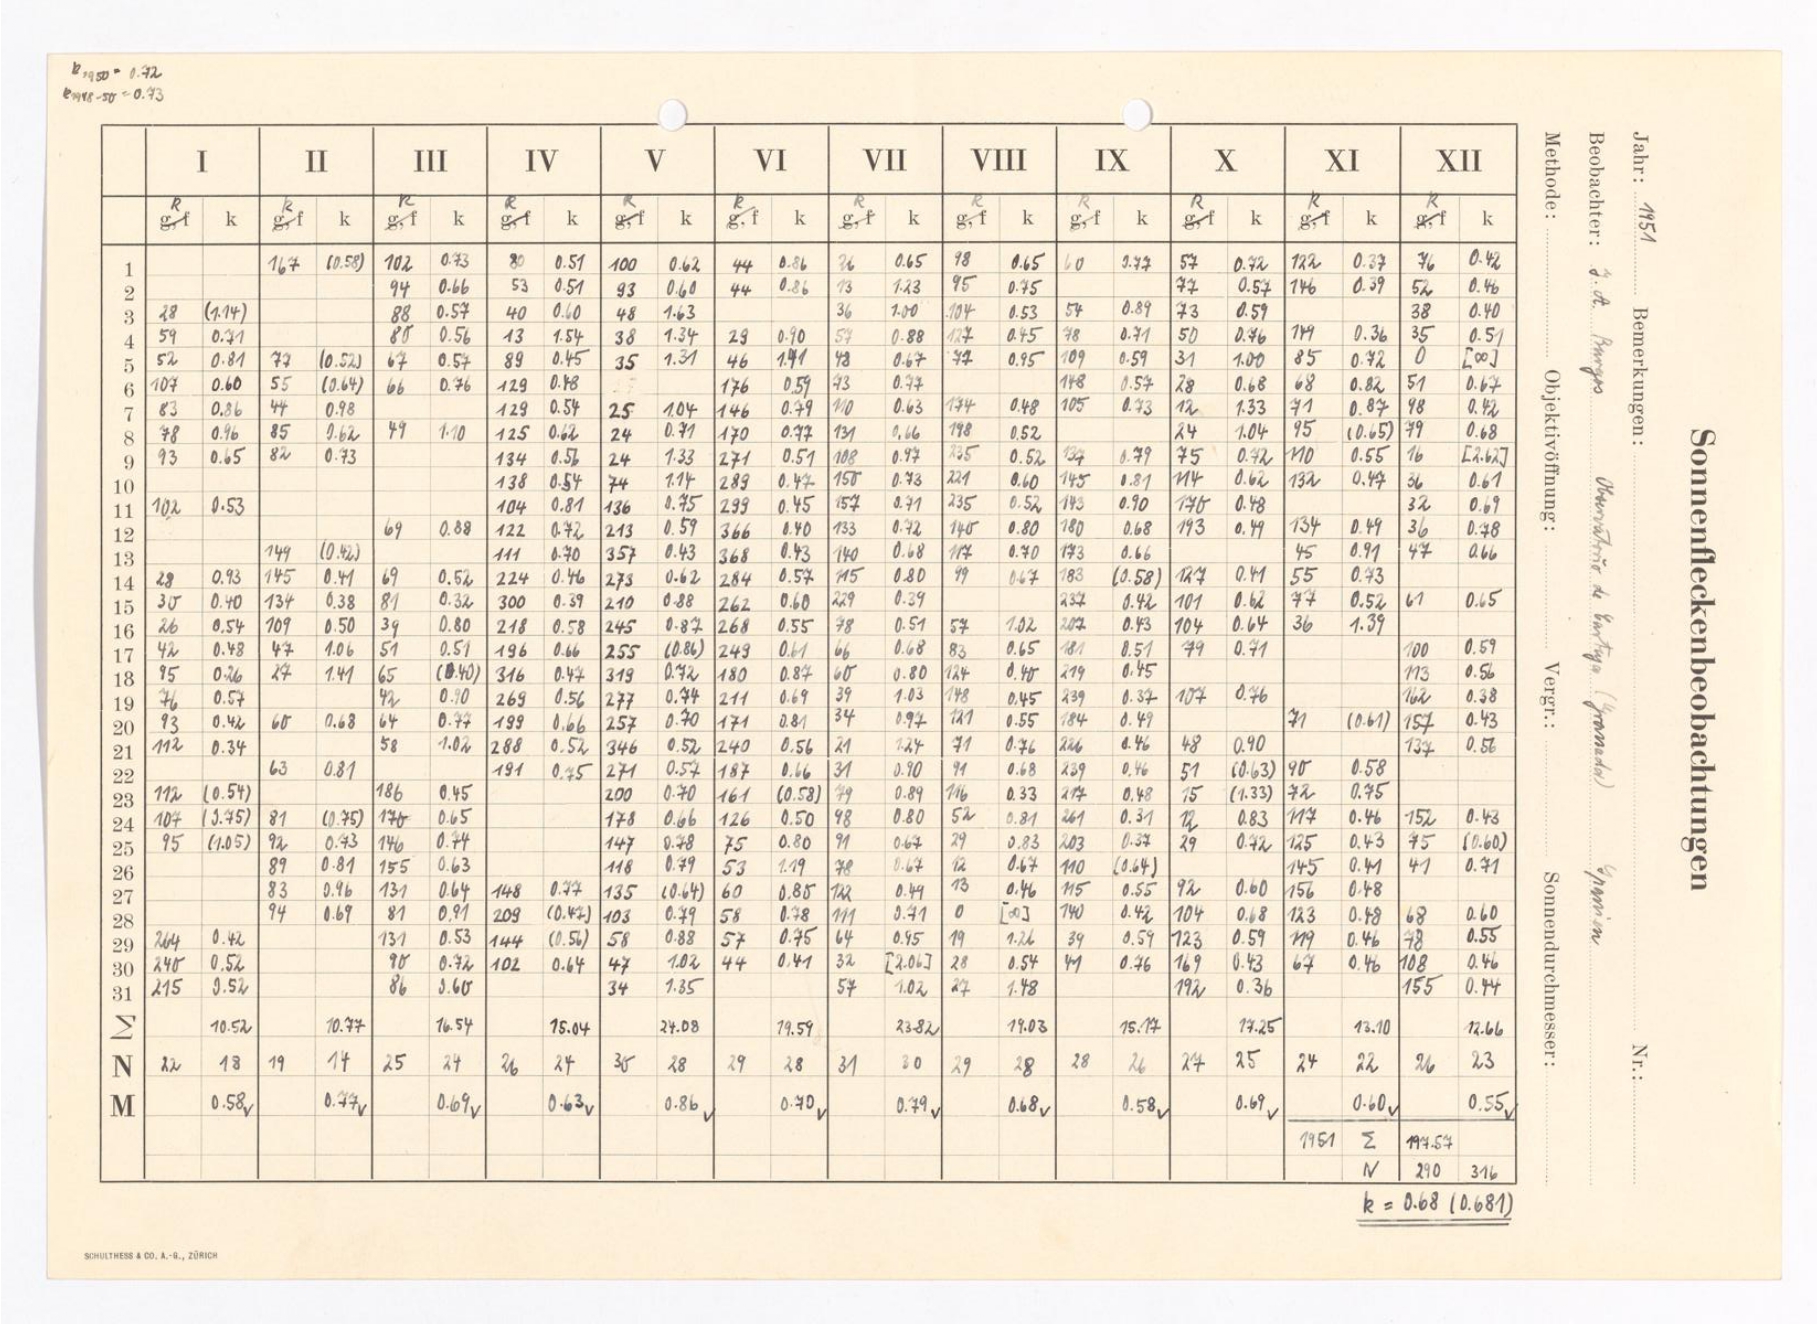 k1950 = 0.72
k1948-50 = 0.73
Sonnenfleckenbeobachtungen
Jahr: 1951 Bemerkungen: Nr.:
Beobachter: J. A. Burgos Observatorio de Cartuja (Granada) Spanien
Methode: Objektivöffnung: Vergr.: Sonnendurchmesser:
I II III IV V VI VII VIII IX X XI XII
R R R R R R R R R R R R
g,f k g,f k g,f k g,f k g,f k g,f k g,f k g,f k g,f k g,f k g,f k g,f k
1 167 (0.58) 102 0.73 80 0.51 100 0.62 44 0.86 26 0.65 98 0.65 60 0.77 57 0.72 122 0.37 76 0.42
2 94 0.66 53 0.51 93 0.60 44 0.86 13 1.23 95 0.75 77 0.57 146 0.39 52 0.46
3 28 (1.14) 88 0.57 40 0.60 48 1.63 36 1.00 104 0.53 54 0.89 73 0.59 38 0.40
4 59 0.71 80 0.56 13 1.54 38 1.34 29 0.90 57 0.88 127 0.45 78 0.71 50 0.76 149 0.36 35 0.51
5 52 0.81 77 (0.52) 67 0.57 89 0.45 35 1.31 46 1.41 48 0.67 77 0.95 109 0.59 31 1.00 85 0.72 0 [∞]
6 107 0.60 55 (0.64) 66 0.76 129 0.48 176 0.59 73 0.77 148 0.57 28 0.68 68 0.82 51 0.67
7 83 0.86 44 0.98 129 0.54 25 1.04 146 0.79 110 0.63 174 0.48 105 0.73 12 1.33 71 0.87 98 0.42
8 78 0.96 85 0.62 49 1.10 125 0.62 24 0.71 170 0.77 131 0.66 198 0.52 24 1.04 95 (0.65) 79 0.68
9 93 0.65 82 0.73 134 0.56 24 1.33 271 0.51 108 0.97 235 0.52 134 0.79 75 0.72 110 0.55 16 [2.62]
10 138 0.54 74 1.14 289 0.47 150 0.73 221 0.60 145 0.81 114 0.62 132 0.47 36 0.61
11 102 0.53 104 0.81 136 0.75 299 0.45 157 0.71 235 0.52 143 0.90 170 0.48 32 0.69
12 69 0.88 122 0.72 213 0.59 366 0.40 133 0.72 140 0.80 180 0.68 193 0.49 134 0.49 36 0.78
13 149 (0.42) 111 0.70 357 0.43 368 0.43 140 0.68 117 0.70 173 0.66 45 0.91 47 0.66
14 28 0.93 145 0.41 69 0.52 224 0.46 273 0.62 284 0.57 115 0.80 99 0.67 183 (0.58) 127 0.41 55 0.73
15 30 0.40 134 0.38 81 0.32 300 0.39 210 0.88 262 0.60 229 0.39 237 0.42 101 0.62 77 0.52 61 0.65
16 26 0.54 109 0.50 39 0.80 218 0.58 245 0.87 268 0.55 78 0.51 57 1.02 207 0.43 104 0.64 36 1.39
17 42 0.48 47 1.06 51 0.51 196 0.66 255 (0.86) 249 0.61 66 0.68 83 0.65 181 0.51 79 0.71 100 0.59
18 95 0.26 27 1.41 65 (0.40) 316 0.47 319 0.72 180 0.87 60 0.80 124 0.40 219 0.45 113 0.56
19 76 0.57 42 0.90 269 0.56 277 0.74 211 0.69 39 1.03 148 0.45 239 0.37 107 0.76 162 0.38
20 93 0.42 60 0.68 64 0.77 199 0.66 257 0.70 171 0.81 34 0.97 121 0.55 184 0.49 71 (0.61) 157 0.43
21 112 0.34 58 1.02 288 0.52 346 0.52 240 0.56 21 1.24 71 0.76 226 0.46 48 0.90 137 0.56
22 63 0.81 191 0.75 271 0.57 187 0.66 31 0.90 91 0.68 239 0.46 51 (0.63) 90 0.58
23 112 (0.54) 186 0.45 200 0.70 161 (0.58) 79 0.89 116 0.33 217 0.48 15 (1.33) 72 0.75
24 107 (0.75) 81 (0.75) 170 0.65 178 0.66 126 0.50 98 0.80 52 0.81 261 0.31 12 0.83 117 0.46 152 0.43
25 95 (1.05) 92 0.73 146 0.74 147 0.78 75 0.80 91 0.67 29 0.83 203 0.37 29 0.72 125 0.43 75 (0.60)
26 89 0.81 155 0.63 118 0.79 53 1.19 78 0.67 12 0.67 110 (0.64) 145 0.41 41 0.71
27 83 0.96 131 0.64 148 0.77 135 (0.64) 60 0.85 122 0.49 13 0.46 115 0.55 92 0.60 156 0.48
28 94 0.69 81 0.91 209 (0.47) 103 0.79 58 0.78 111 0.71 0 [∞] 140 0.42 104 0.68 123 0.48 68 0.60
29 264 0.42 131 0.53 144 (0.56) 58 0.88 57 0.75 64 0.95 19 1.26 39 0.59 123 0.59 119 0.46 78 0.55
30 240 0.52 90 0.72 102 0.64 47 1.02 44 0.41 32 [2.06] 28 0.54 41 0.76 169 0.43 67 0.46 108 0.46
31 215 0.52 86 0.60 34 1.35 57 1.02 27 1.48 192 0.36 155 0.44
Σ 10.52 10.77 16.54 15.04 24.08 19.59 23.82 19.03 15.17 17.25 13.10 12.66
N 22 18 19 14 25 24 26 24 30 28 29 28 31 30 29 28 28 26 27 25 24 22 26 23
M 0.58✓ 0.77✓ 0.69✓ 0.63✓ 0.86✓ 0.70✓ 0.79✓ 0.68✓ 0.58✓ 0.69✓ 0.60✓ 0.55✓
1951 Σ 197.57
N 290 316
k = 0.68 (0.681)
SCHULTHESS & CO. A.-G., ZÜRICH